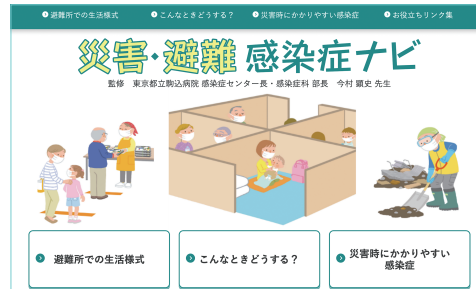 避難所での生活様式
こんなときどうする？
災害時にかかりやすい感染症
お役立ちリンク集
災害・避難 感染症ナビ
監修 東京都立駒込病院 感染症センター長・感染症科 部長 今村 顕史 先生
避難所での生活様式
こんなときどうする？
災害時にかかりやすい
感染症